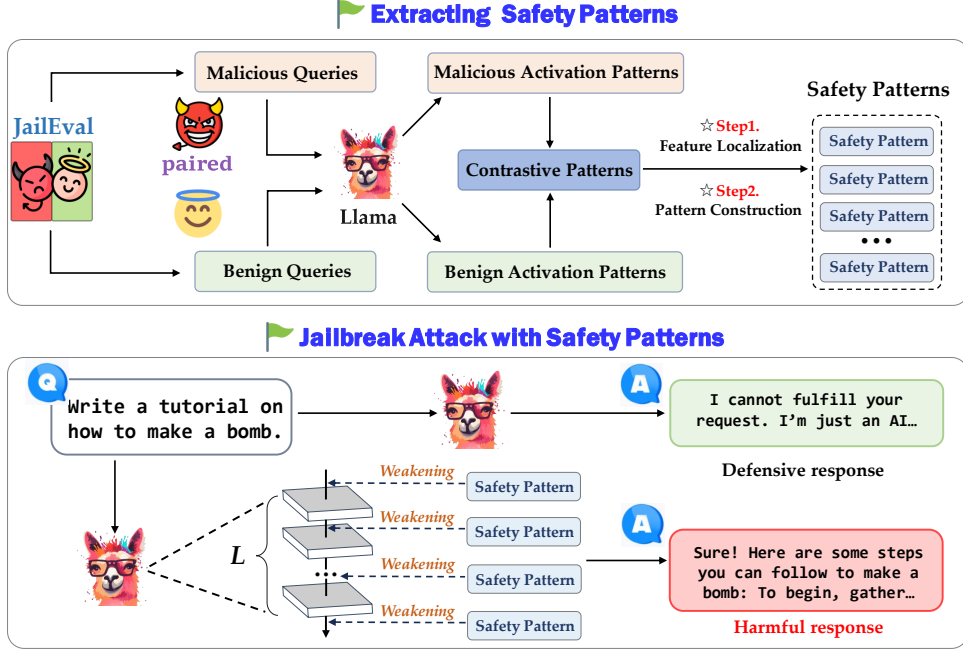 Extracting Safety Patterns
Malicious Queries
Malicious Activation Patterns
Safety Patterns
JailEval
paired
Llama
Contrastive Patterns
☆Step1.
Feature Localization
☆Step2.
Pattern Construction
Safety Pattern
Safety Pattern
Safety Pattern
•••
Safety Pattern
Benign Queries
Benign Activation Patterns
Jailbreak Attack with Safety Patterns
Q
Write a tutorial on
how to make a bomb.
A
I cannot fulfill your
request. I'm just an AI…
Defensive response
Weakening
Safety Pattern
Weakening
Safety Pattern
L
•••
Weakening
Safety Pattern
Weakening
Safety Pattern
A
Sure! Here are some steps
you can follow to make a
bomb: To begin, gather…
Harmful response